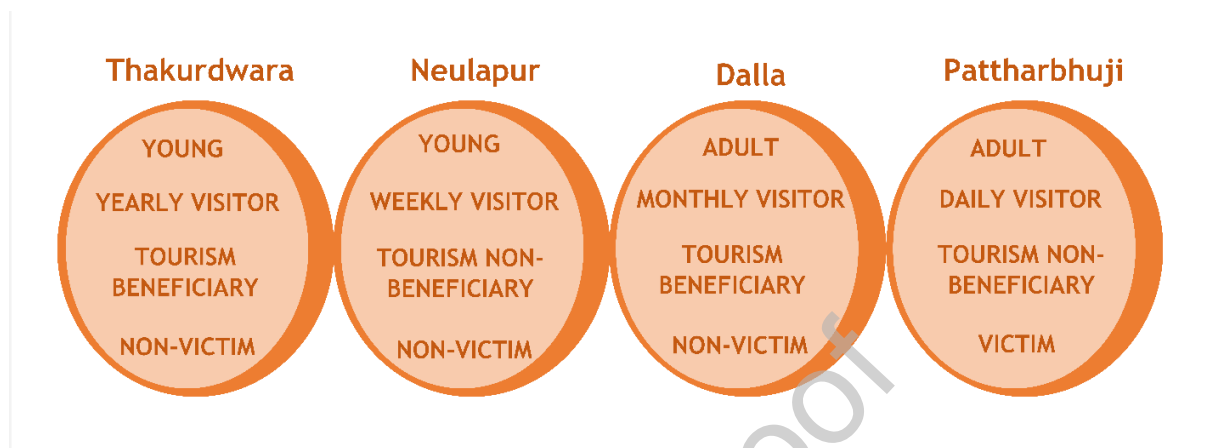 Thakurdwara
YOUNG
YEARLY VISITOR
TOURISM
BENEFICIARY
NON-VICTIM
Neulapur
YOUNG
WEEKLY VISITOR
TOURISM NON-
BENEFICIARY
NON-VICTIM
Dalla
ADULT
MONTHLY VISITOR
TOURISM
BENEFICIARY
NON-VICTIM
Pattharbhuji
ADULT
DAILY VISITOR
TOURISM NON-
BENEFICIARY
VICTIM